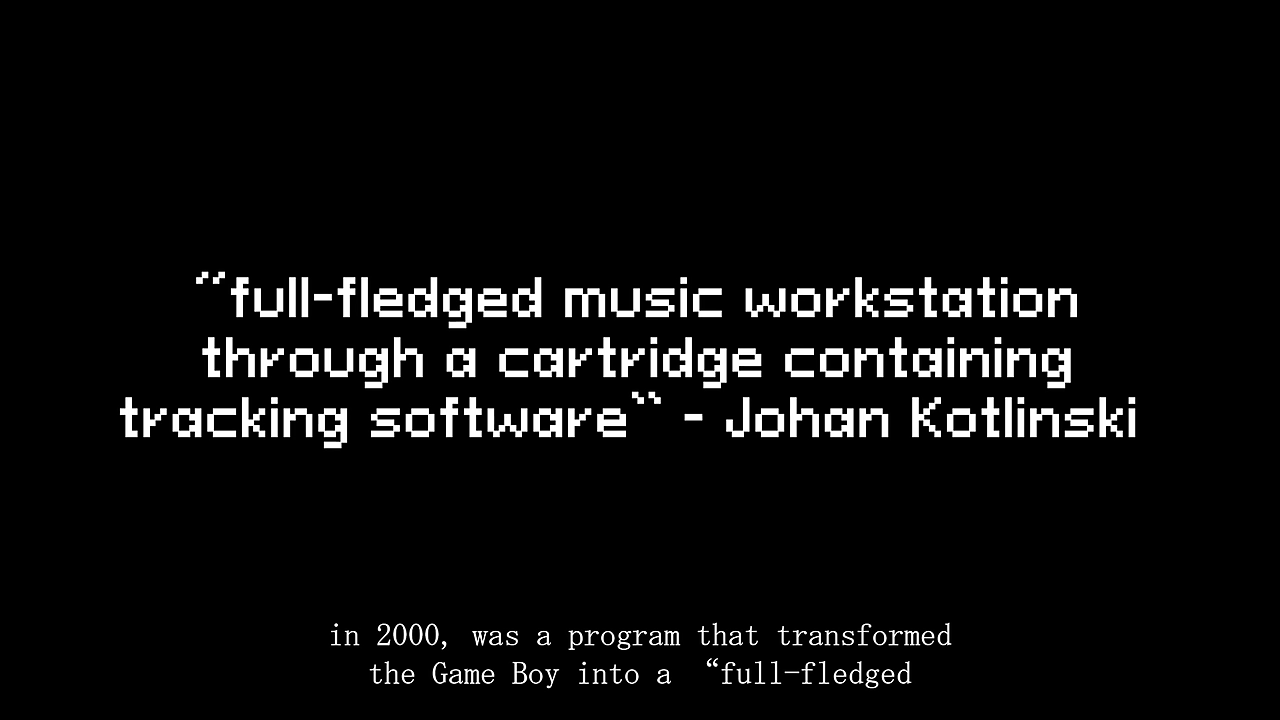 “full-fledged music workstation
through a cartridge containing
tracking software” - Johan Kotlinski
in 2000, was a program that transformed
the Game Boy into a “full-fledged